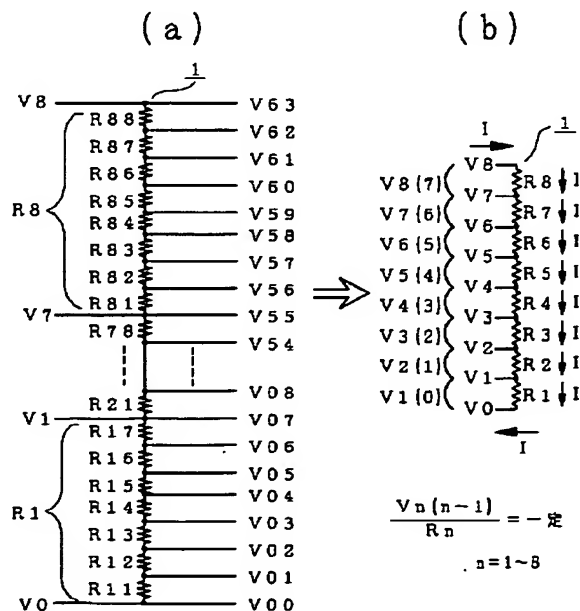 (a)
1
V8
V63
R88
V62
R87
V61
R86
V60
R85
V59
R8
R84
V58
R83
V57
R82
V56
R81
V7
V55
R78
V54
V08
R21
V1
V07
R17
V06
R16
V05
R15
V04
R14
R1
V03
R13
V02
R12
V01
R11
V0
V00
(b)
I
1
V8
V8(7)
R8
I
V7
V7(6)
R7
I
V6
V6(5)
R6
I
V5
V5(4)
R5
I
V4
V4(3)
R4
I
V3
V3(2)
R3
I
V2
V2(1)
R2
I
V1
V1(0)
R1
I
V0
I
Vn(n-1)
Rn
=一定
n=1~8